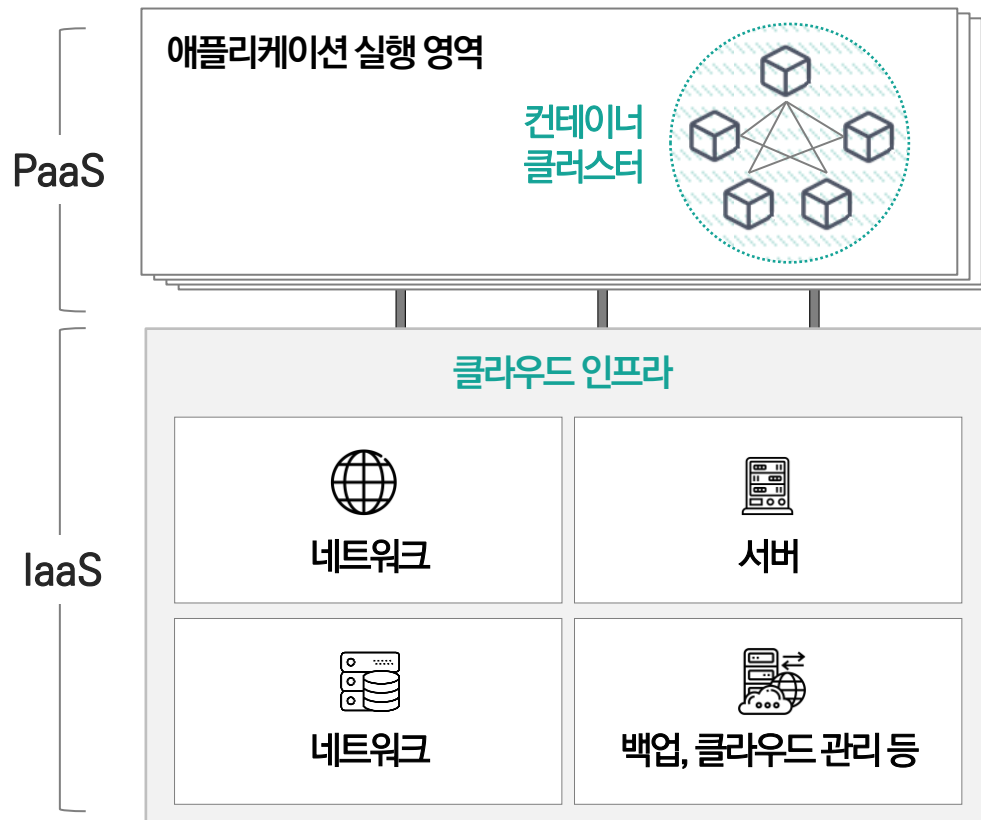 애플리케이션 실행 영역
컨테이너
클러스터
PaaS
클라우드 인프라
네트워크
서버
IaaS
네트워크
백업, 클라우드 관리 등